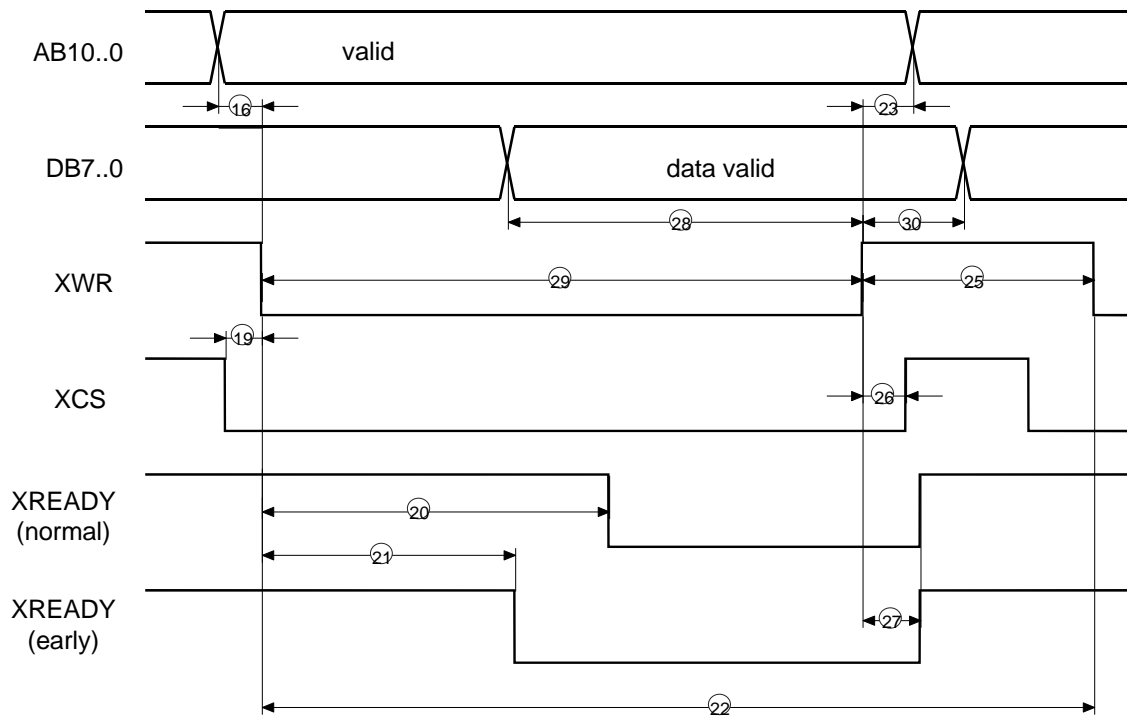 AB10..0
valid
16
23
DB7..0
data valid
28
30
XWR
29
25
19
XCS
26
XREADY
(normal)
20
21
XREADY
(early)
27
22